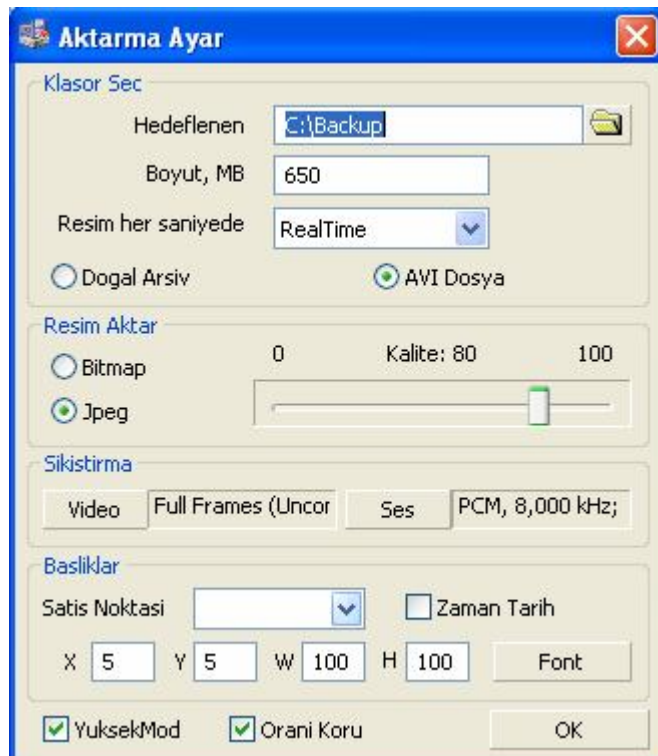 Aktarma Ayar
Klasor Sec
Hedeflenen C:\Backup
Boyut, MB 650
Resim her saniyede RealTime
Dogal Arsiv AVI Dosya
Resim Aktar
Bitmap 0 Kalite: 80 100
Jpeg
Sikistirma
Video Full Frames (Uncor Ses PCM, 8,000 kHz;
Basliklar
Satis Noktasi Zaman Tarih
X 5 Y 5 W 100 H 100 Font
YuksekMod Orani Koru OK